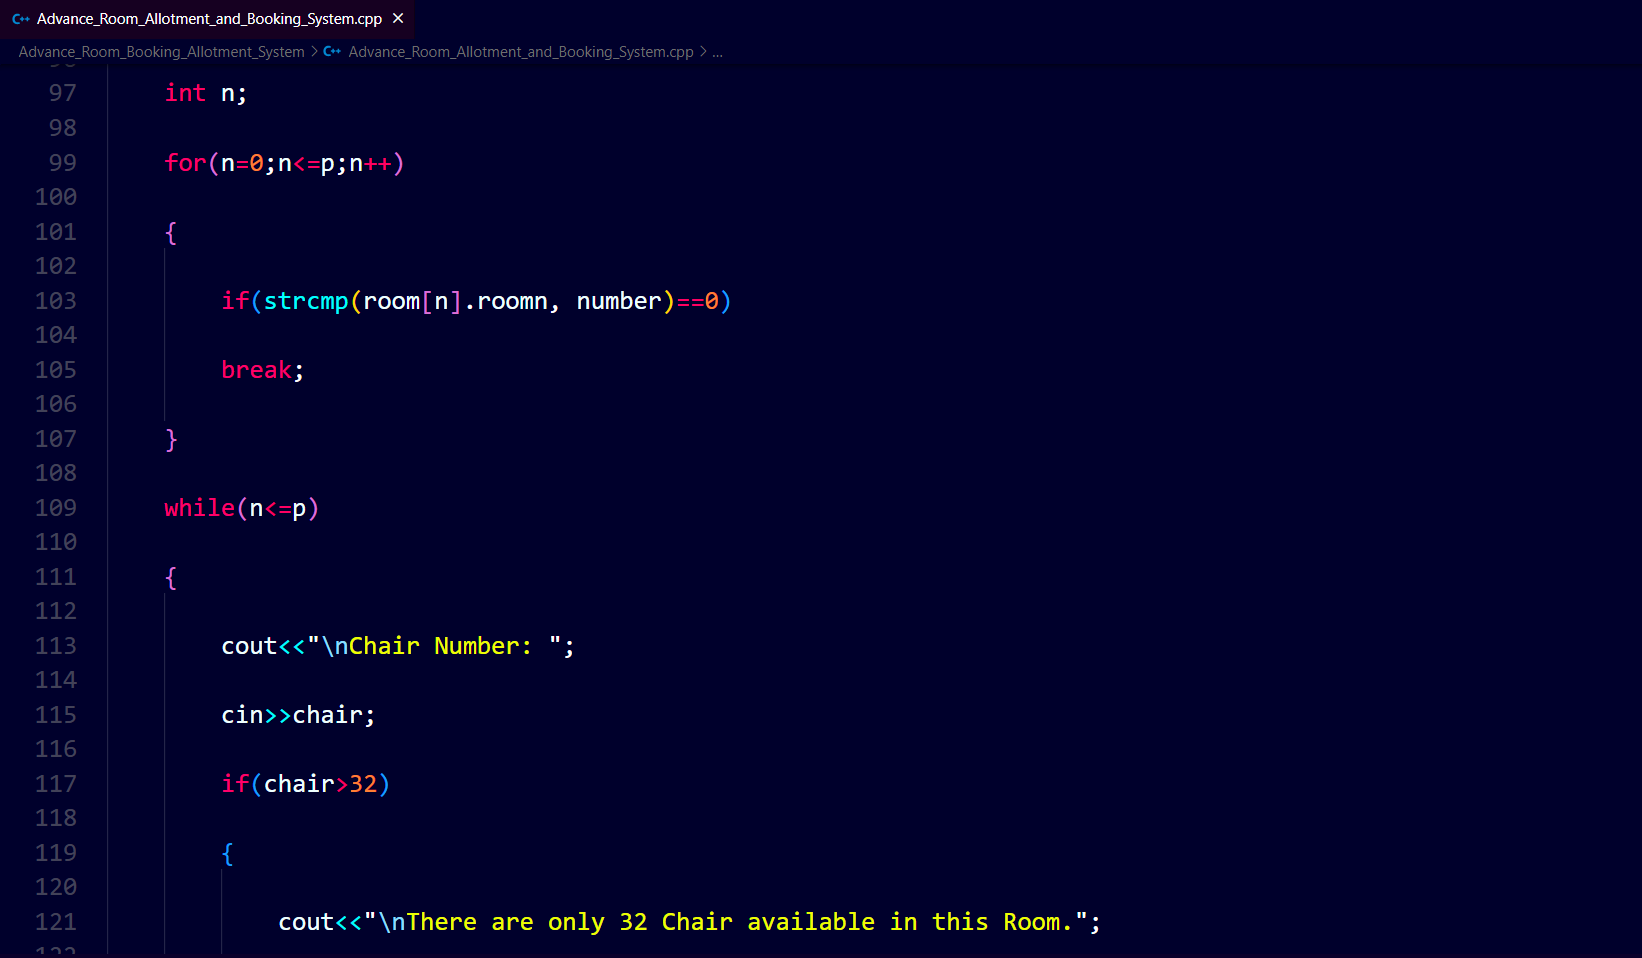 C++ Advance_Room_Allotment_and_Booking_System.cpp ×
Advance_Room_Booking_Allotment_System > C++ Advance_Room_Allotment_and_Booking_System.cpp > ...
97 int n;
98
99 for(n=0;n<=p;n++)
100
101 {
102
103 if(strcmp(room[n].roomn, number)==0)
104
105 break;
106
107 }
108
109 while(n<=p)
110
111 {
112
113 cout<<"\nChair Number: ";
114
115 cin>>chair;
116
117 if(chair>32)
118
119 {
120
121 cout<<"\nThere are only 32 Chair available in this Room.";